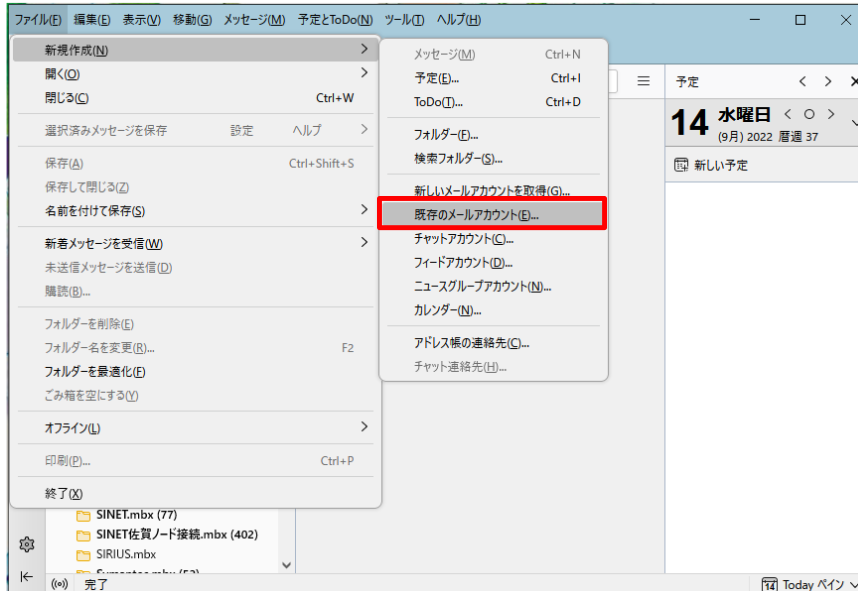 ファイル(F) 編集(E) 表示(V) 移動(G) メッセージ(M) 予定とToDo(N) ツール(T) ヘルプ(H)
新規作成(N)
開く(O)
閉じる(C) Ctrl+W
選択済みメッセージを保存 設定 ヘルプ
保存(A) Ctrl+Shift+S
保存して閉じる(Z)
名前を付けて保存(S)
新着メッセージを受信(W)
未送信メッセージを送信(D)
購読(B)...
フォルダーを削除(E)
フォルダー名を変更(R)... F2
フォルダーを最適化(F)
ごみ箱を空にする(Y)
オフライン(L)
印刷(P)... Ctrl+P
終了(X)
メッセージ(M) Ctrl+N
予定(E)... Ctrl+I
ToDo(T)... Ctrl+D
フォルダー(F)...
検索フォルダー(S)...
新しいメールアカウントを取得(G)...
既存のメールアカウント(E)...
チャットアカウント(C)...
フィードアカウント(D)...
ニュースグループアカウント(N)...
カレンダー(N)...
アドレス帳の連絡先(C)...
チャット連絡先(H)...
予定
14 水曜日
(9月) 2022 暦週 37
新しい予定
SINET.mbx (77)
SINET佐賀ノード接続.mbx (402)
SIRIUS.mbx
完了
14 Today ペイン